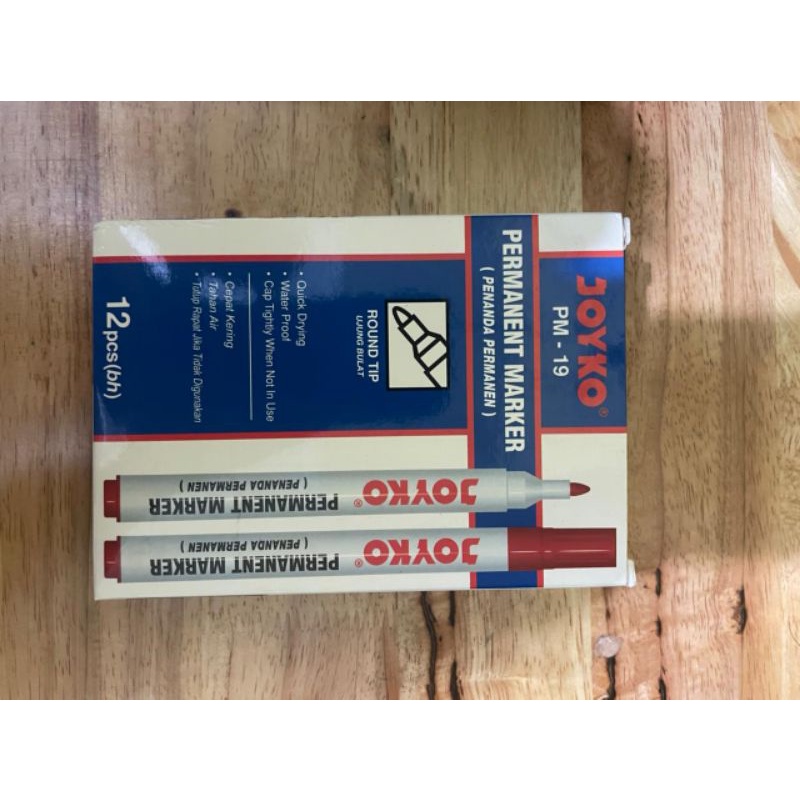 JOYKO®
PM - 19
PERMANENT MARKER
( PENANDA PERMANEN )
ROUND TIP
UJUNG BULAT
• Quick Drying
• Water Proof
• Cap Tightly When Not In Use
• Cepat Kering
• Tahan Air
• Tutup Rapat Jika Tidak Digunakan
12 pcs(bh)
JOYKO®
PERMANENT MARKER
( PENANDA PERMANEN )
JOYKO®
PERMANENT MARKER
( PENANDA PERMANEN )